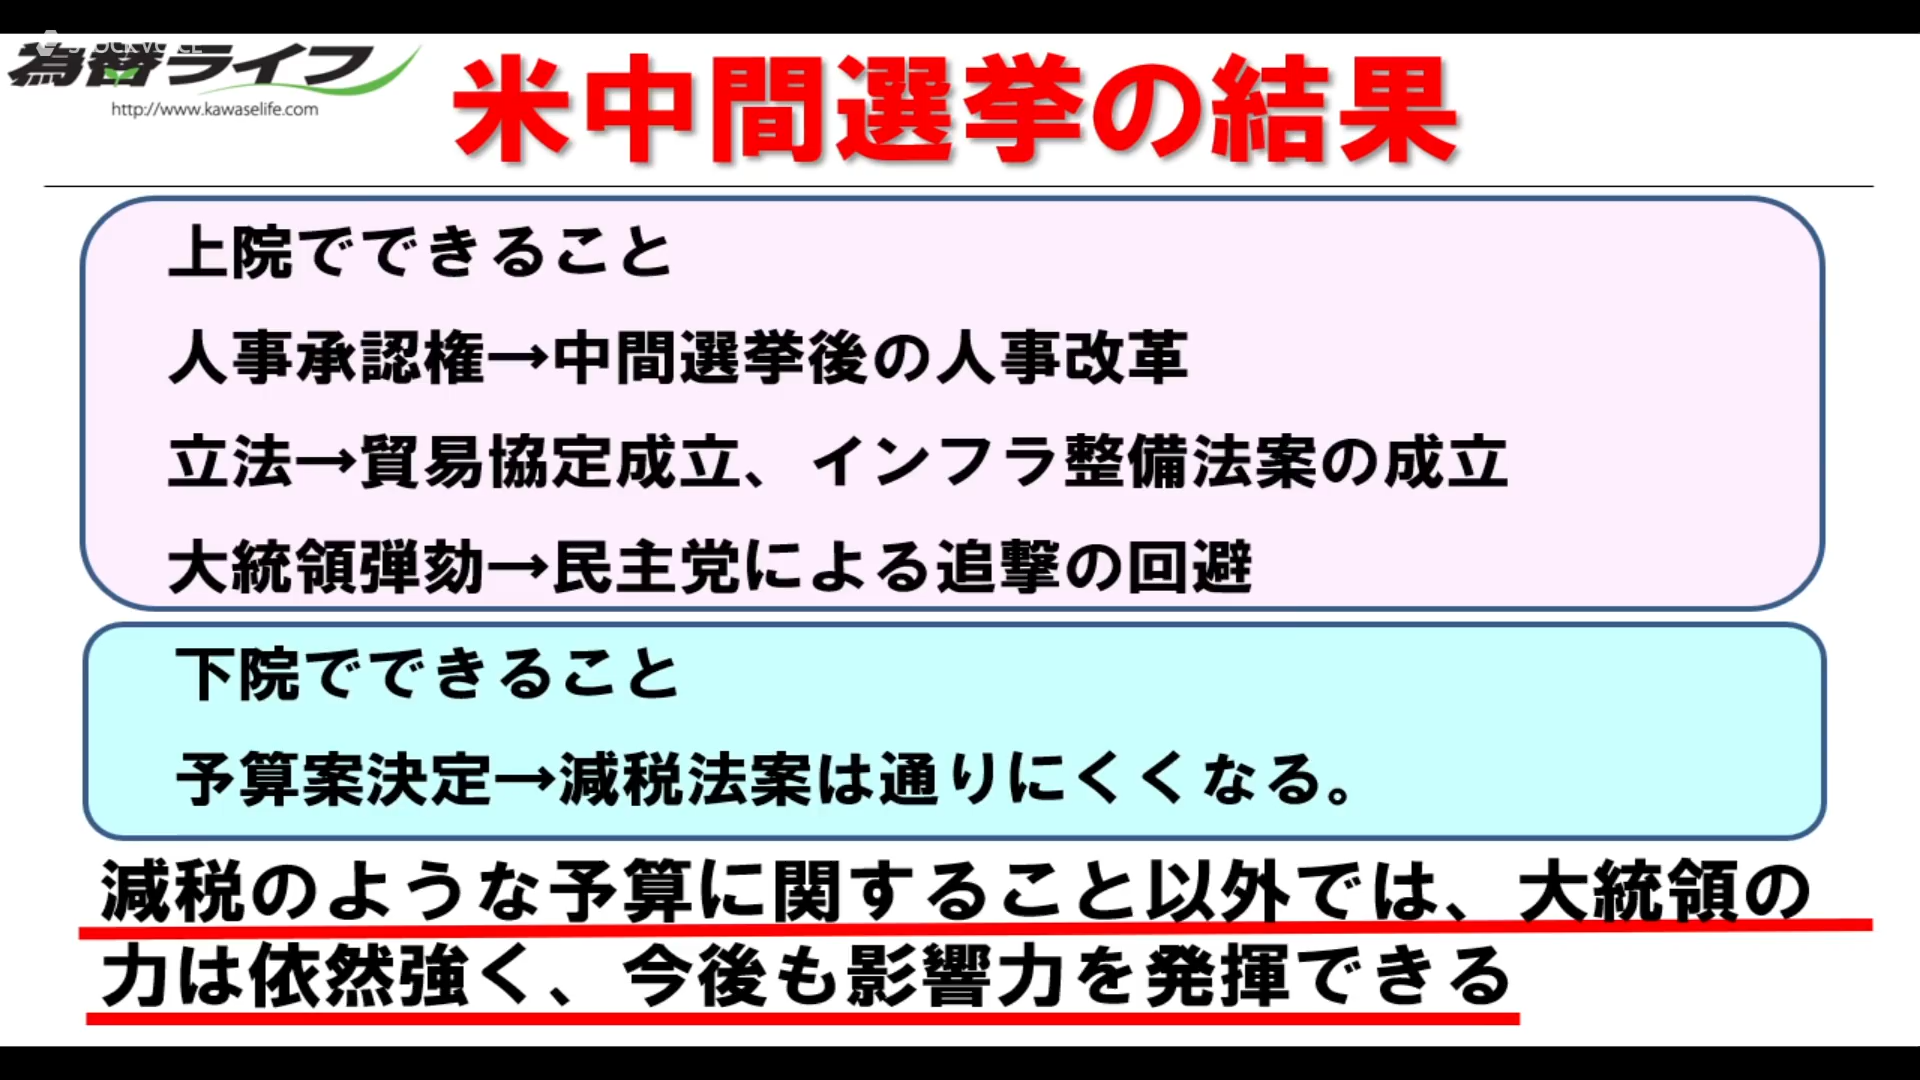 STOCKVOICE
為替ライフ
http://www.kawaselife.com
米中間選挙の結果
上院でできること
人事承認権→中間選挙後の人事改革
立法→貿易協定成立、インフラ整備法案の成立
大統領弾劾→民主党による追撃の回避
下院でできること
予算案決定→減税法案は通りにくくなる。
減税のような予算に関すること以外では、大統領の
力は依然強く、今後も影響力を発揮できる